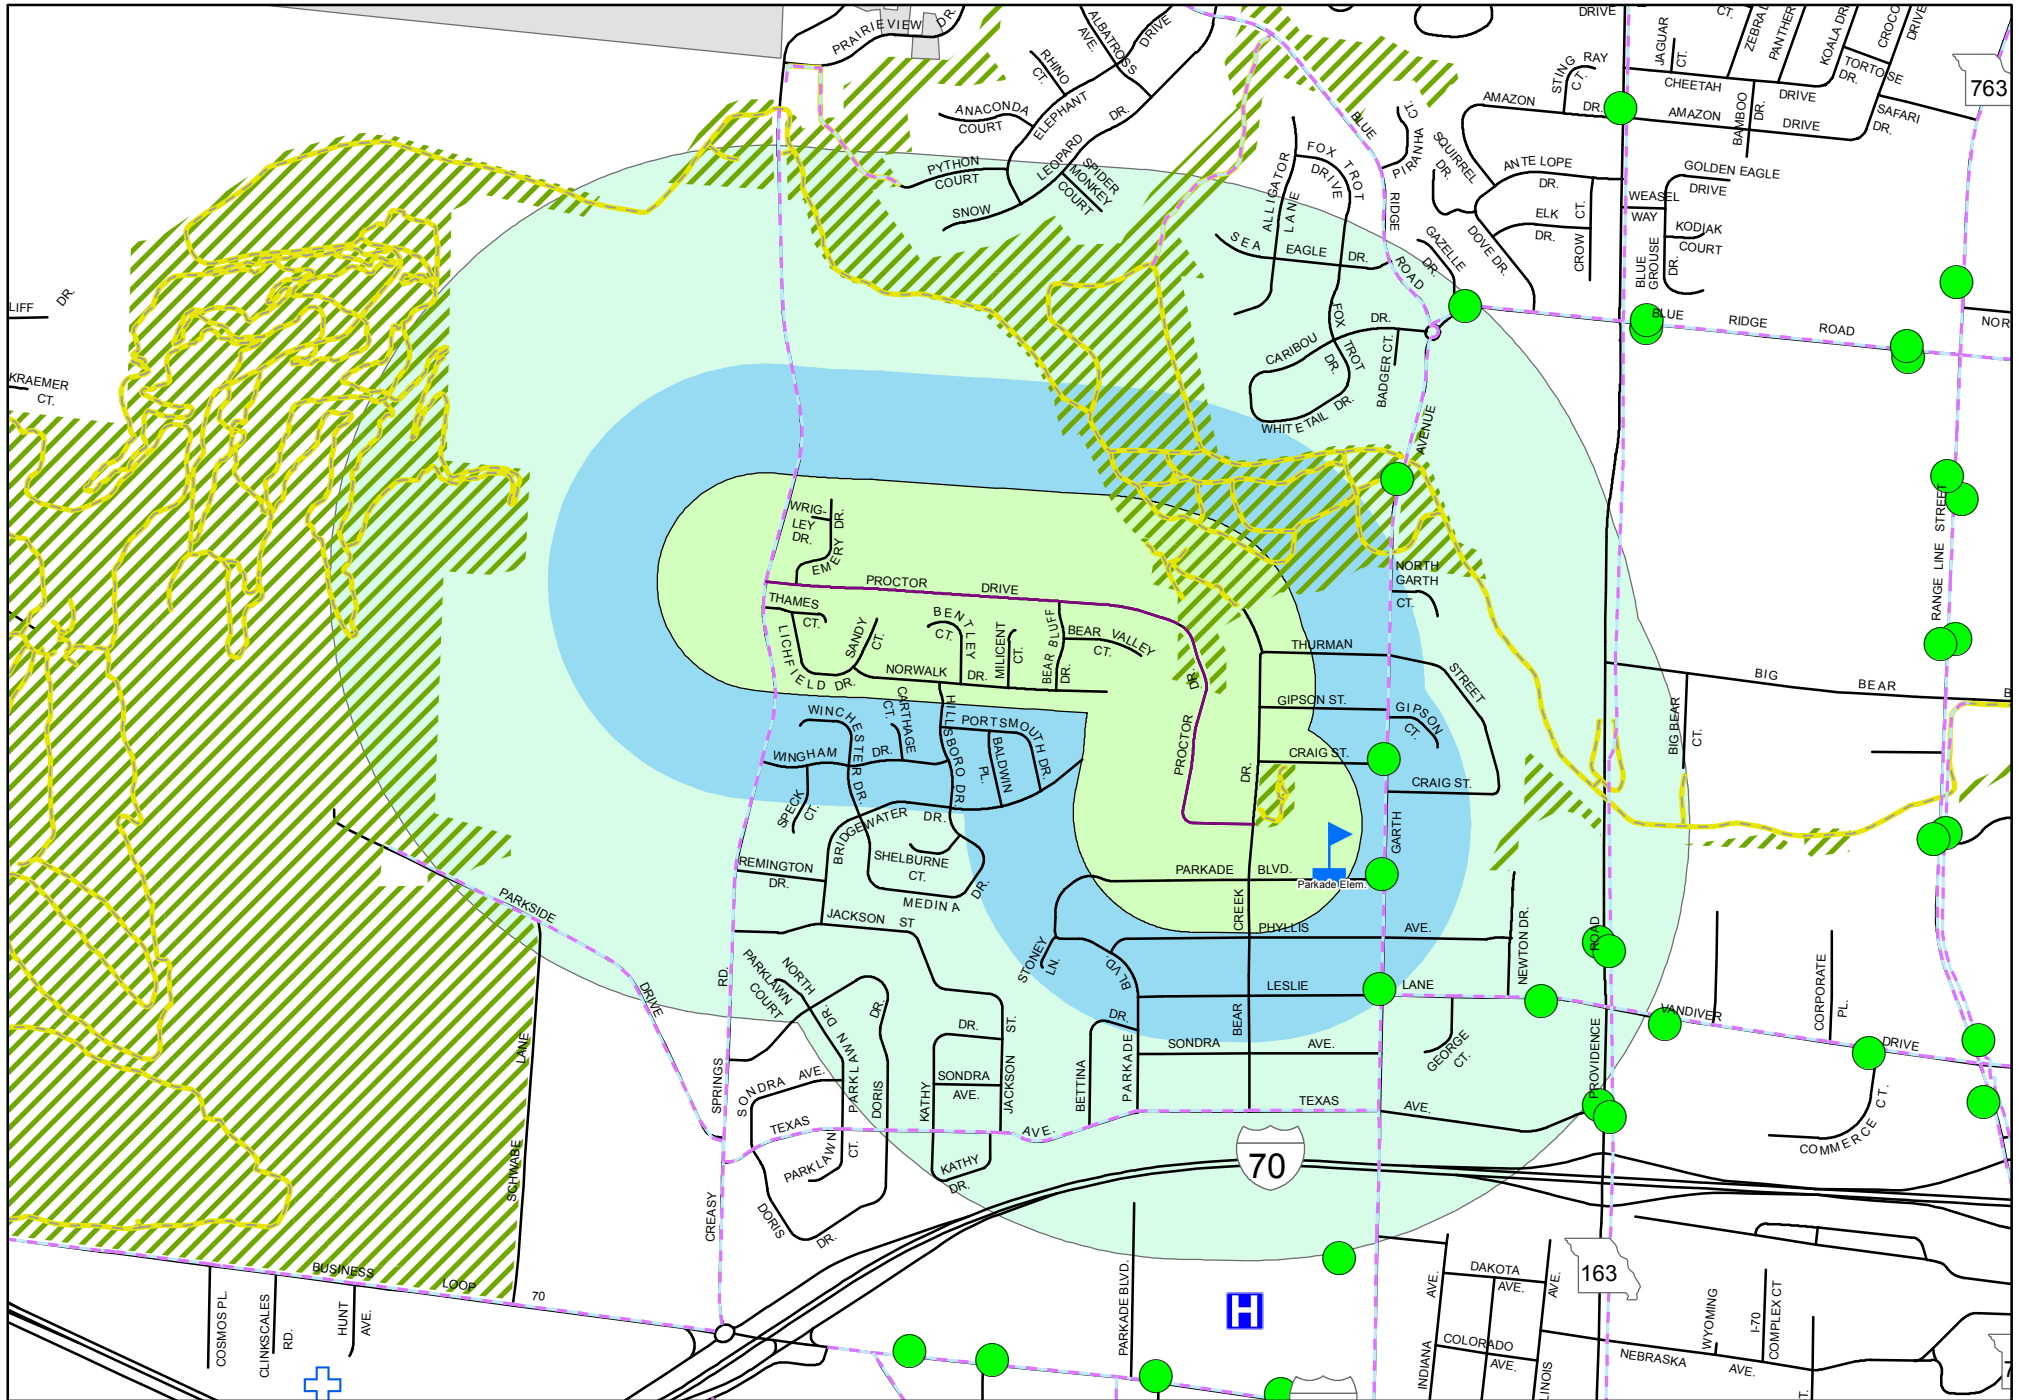 PRAIRIEVIEW DR.
ALBATROSS
AVE.
DRIVE
RHINO
CT.
ELEPHANT
ANACONDA
COURT
LEOPARD
DR.
PYTHON
COURT
SPIDER
MONKEY
COURT
SNOW
BLUE
RIDGE
ROAD
PIRANHA CT.
SQUIRREL
DR.
FOX TROT
DRIVE
ALLIGATOR
LANE
SEA EAGLE DR.
GAZELLE
DR.
DOVE DR.
DRIVE
STING RAY
CT.
AMAZON DR.
JAGUAR
CT.
CT.
ZEBRA
PANTHER
KOALA DR.
CROCO
DRIVE
TORTOISE
DR.
CHEETAH DRIVE
AMAZON DRIVE
BAMBOO
DR.
SAFARI
DR.
763
ANTELOPE
DR.
ELK
DR.
CROW CT.
GOLDEN EAGLE
DRIVE
WEASEL
WAY
KODIAK
COURT
BLUE
GROUSE
DR.
LIFF DR.
KRAEMER
CT.
FOX TROT
DR.
CARIBOU DR.
BADGER CT.
WHITETAIL DR.
BLUE RIDGE ROAD
NOR
AVENUE
RANGE LINE STREET
WRIG-
LEY
DR.
EMERY DR.
PROCTOR DRIVE
THAMES
CT.
LICHFIELD DR.
SANDY
CT.
BENTLEY
CT.
MILICENT
CT.
BEAR BLUFF
DR.
BEAR VALLEY
CT.
NORWALK DR.
NORTH
GARTH
CT.
THURMAN
STREET
GIPSON ST.
GIPSON
CT.
CRAIG ST.
CRAIG ST.
PROCTOR
DR.
DR.
BIG BEAR B
BIG BEAR
CT.
WINCHESTER DR.
CARTHAGE
CT.
HILLSBORO DR.
PORTSMOUTH DR.
BALDWIN
PL.
WINGHAM DR.
SPECK
CT.
BRIDGEWATER DR.
SHELBURNE
CT.
MEDINA DR.
REMINGTON
DR.
JACKSON ST
GARTH
PARKADE BLVD.
Parkade Elem.
CREEK
PHYLLIS AVE.
STONEY
LN.
BLVD.
NEWTON DR.
ROAD
PARKSIDE
DRIVE
RD.
NORTH
PARKLAWN
COURT
PARKLAWN DR.
DR.
DORIS
LESLIE LANE
BEAR
VANDIVER
DRIVE
CORPORATE
PL.
DR.
JACKSON ST.
KATHY
SONDRA
AVE.
BETTINA
DR.
PARKADE
SONDRA AVE.
GEORGE
CT.
PROVIDENCE
COMMERCE CT.
SCHWABE
LANE
SPRINGS
CREASY
SONDRA AVE.
TEXAS
AVE.
TEXAS
AVE.
PARKLAWN
CT.
KATHY
DR.
DORIS
DR.
70
BUSINESS LOOP 70
COSMOS PL.
CLINKSCALES
RD.
HUNT
AVE.
PARKADE BLVD.
H
INDIANA
AVE.
DAKOTA
AVE.
AVE.
163
COLORADO
AVE.
NEBRASKA AVE.
WYOMING
I-70
COMPLEX CT